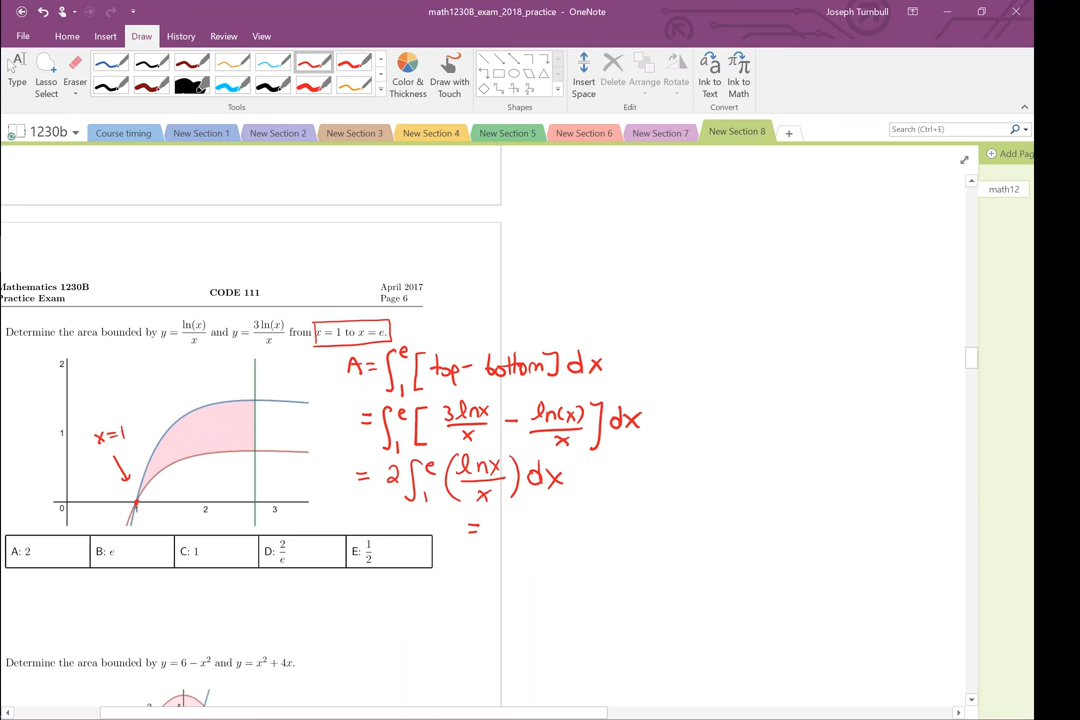 math1230B_exam_2018_practice - OneNote
Joseph Turnbull
File Home Insert Draw History Review View
Type
Lasso Select
Eraser
Color & Thickness
Draw with Touch
Insert Space
Delete
Arrange
Rotate
Ink to Text
Ink to Math
Tools
Shapes
Edit
Convert
1230b
Course timing
New Section 1
New Section 2
New Section 3
New Section 4
New Section 5
New Section 6
New Section 7
New Section 8
+
Search (Ctrl+E)
Add Pag
math12
Mathematics 1230B CODE 111 April 2017
Practice Exam Page 6
Determine the area bounded by y = ln(x)/x and y = 3 ln(x)/x from x = 1 to x = e.
A = ∫₁ᵉ [top - bottom] dx
= ∫₁ᵉ [3lnx/x - ln(x)/x] dx
= 2 ∫₁ᵉ (lnx/x) dx
=
x=1
2
1
0 1 2 3
A: 2 B: e C: 1 D: 2/e E: 1/2
Determine the area bounded by y = 6 − x² and y = x² + 4x.